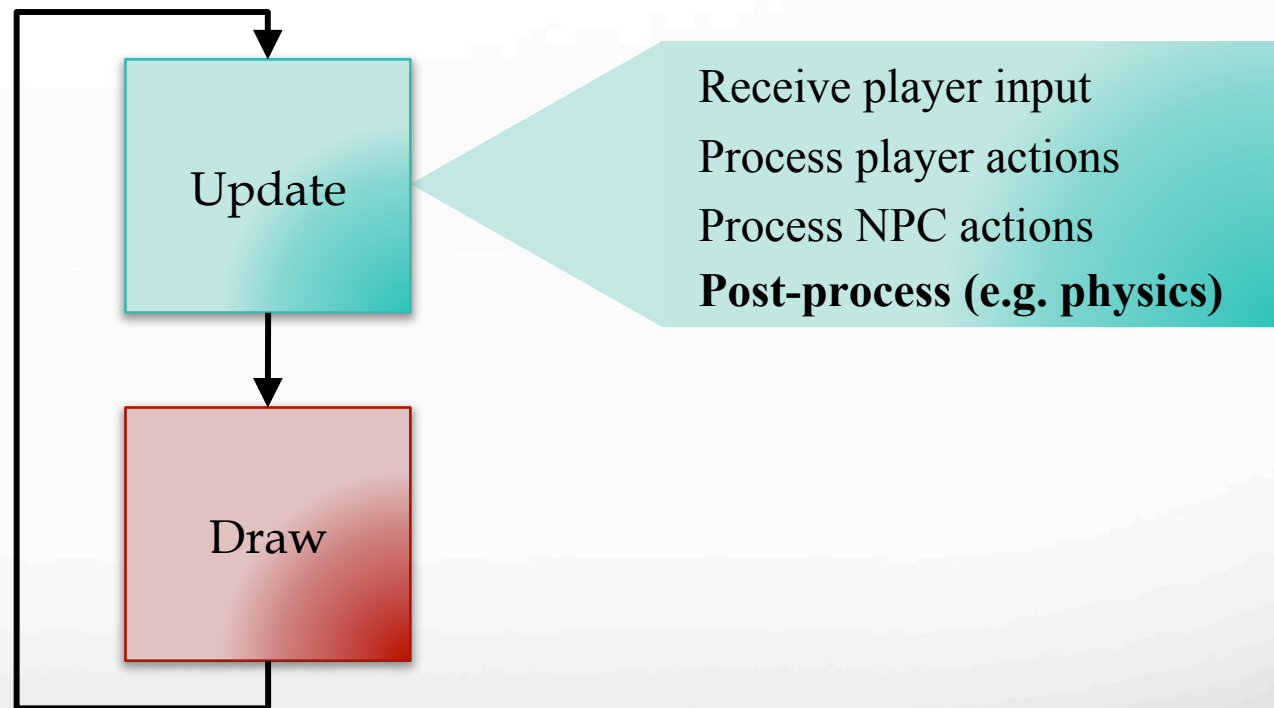 Update
Receive player input
Process player actions
Process NPC actions
Post-process (e.g. physics)
Draw